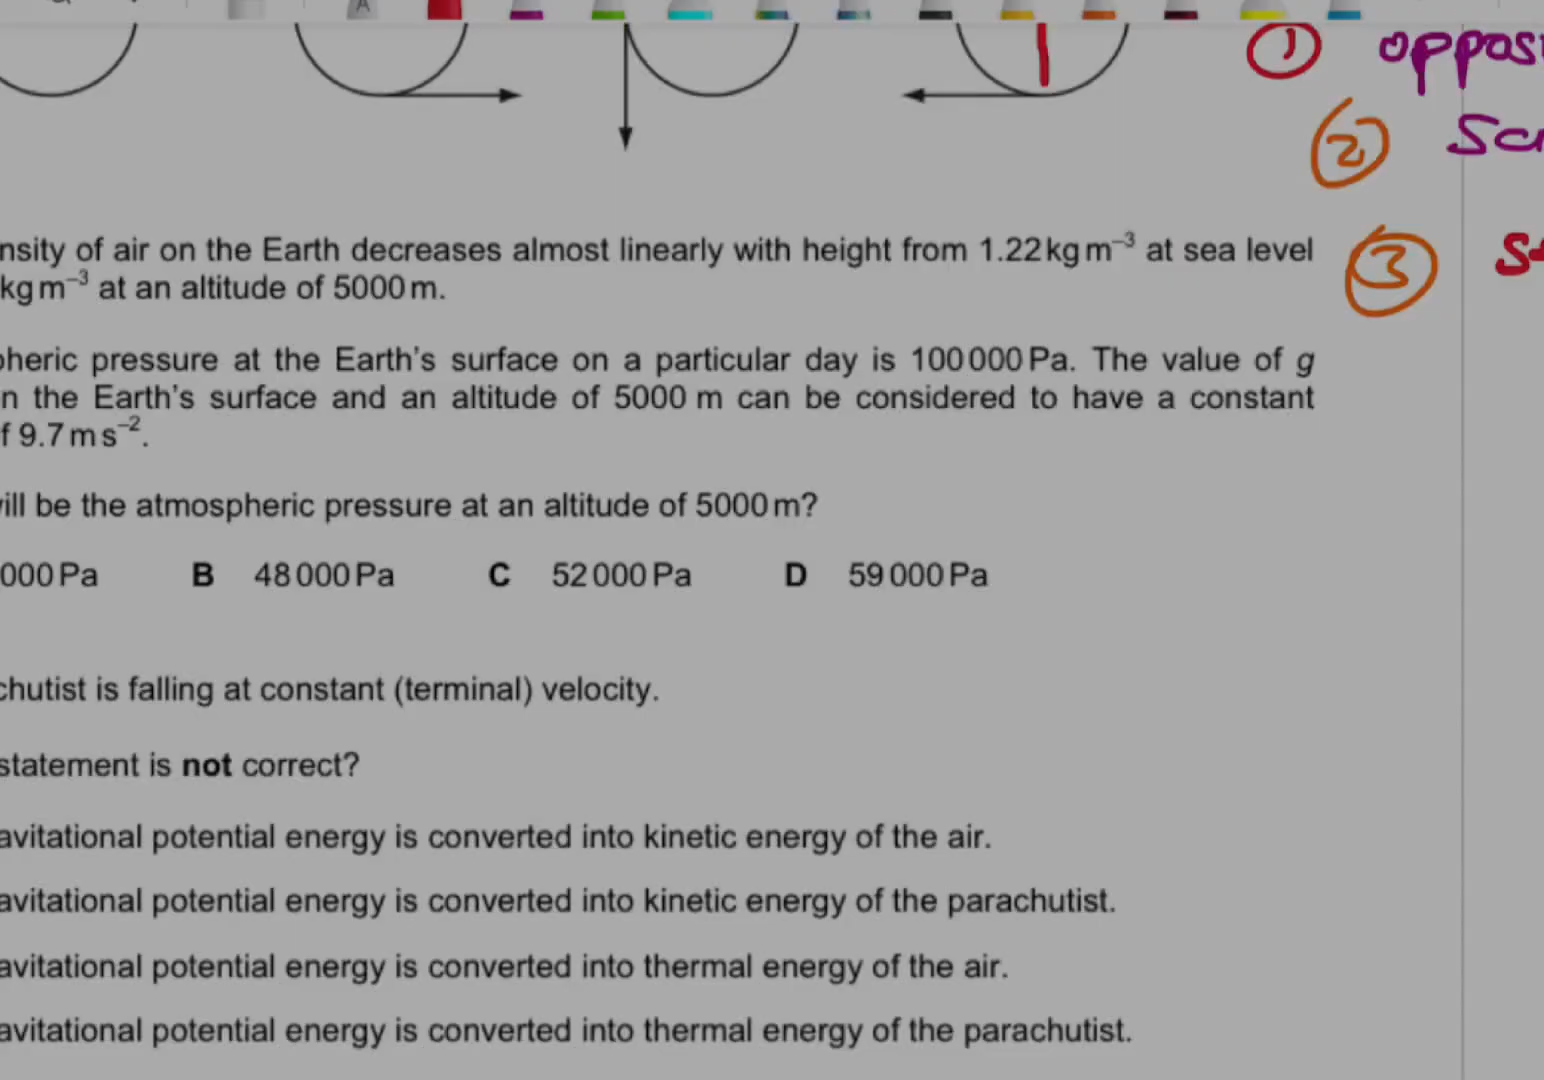 A
① oppos
② Sc
③ S
nsity of air on the Earth decreases almost linearly with height from 1.22 kg m⁻³ at sea level
kg m⁻³ at an altitude of 5000 m.
pheric pressure at the Earth's surface on a particular day is 100 000 Pa. The value of g
n the Earth's surface and an altitude of 5000 m can be considered to have a constant
f 9.7 m s⁻².
ill be the atmospheric pressure at an altitude of 5000 m?
000 Pa B 48 000 Pa C 52 000 Pa D 59 000 Pa
chutist is falling at constant (terminal) velocity.
statement is not correct?
avitational potential energy is converted into kinetic energy of the air.
avitational potential energy is converted into kinetic energy of the parachutist.
avitational potential energy is converted into thermal energy of the air.
avitational potential energy is converted into thermal energy of the parachutist.